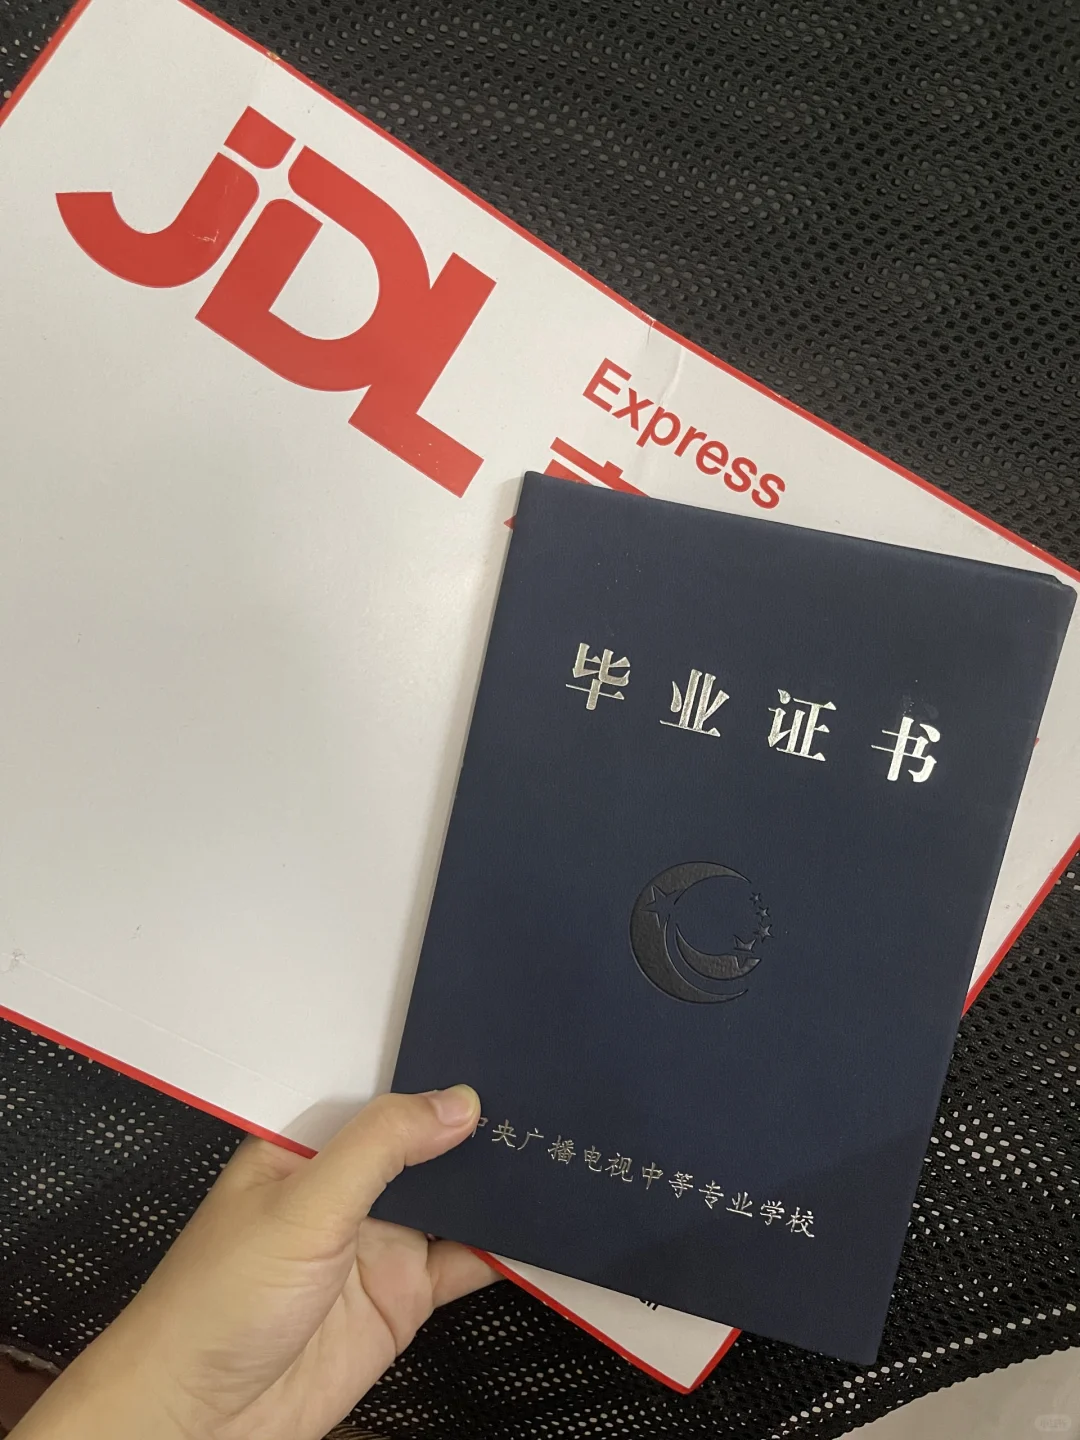 JDL
Express
毕业证书
中央广播电视中等专业学校